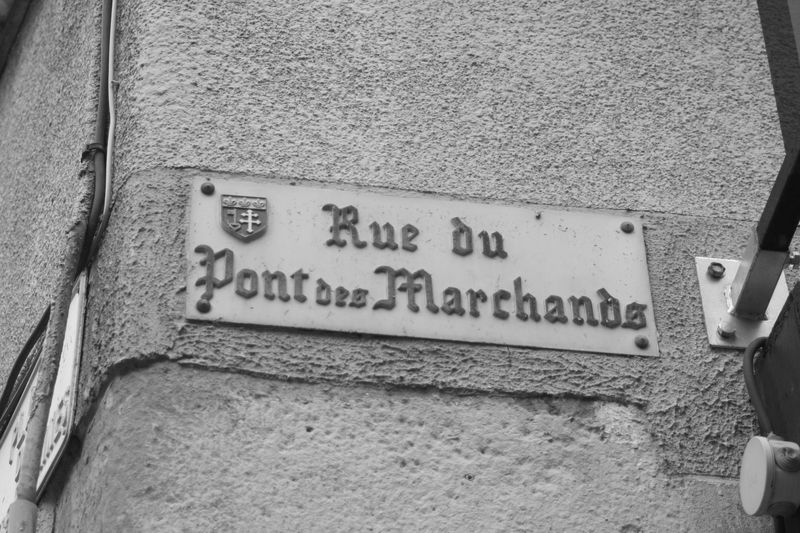 Rue du
Pont des Marchands